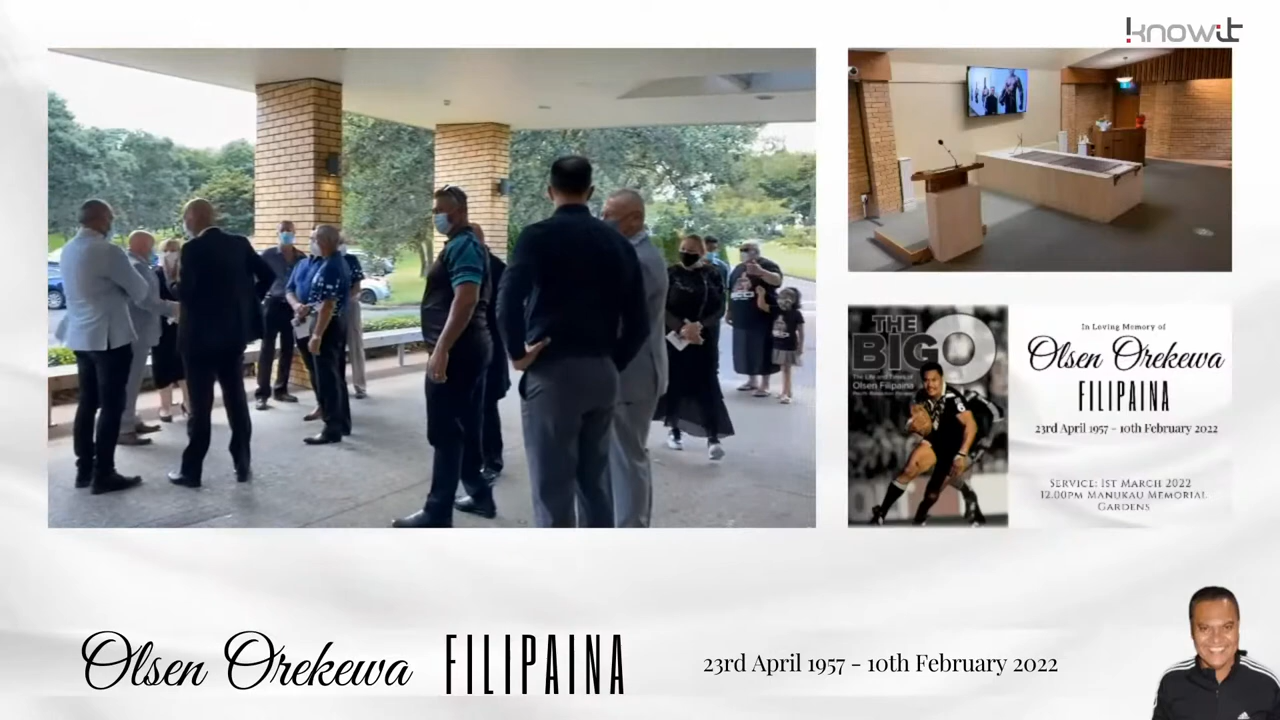 !knowit
THE
BIG O
The Life and Times of
Olsen Filipaina
In Loving Memory of
Olsen Orekewa
FILIPAINA
23rd April 1957 - 10th February 2022
Service: 1st March 2022
12.00pm Manukau Memorial
Gardens
Olsen Orekewa FILIPAINA
23rd April 1957 - 10th February 2022